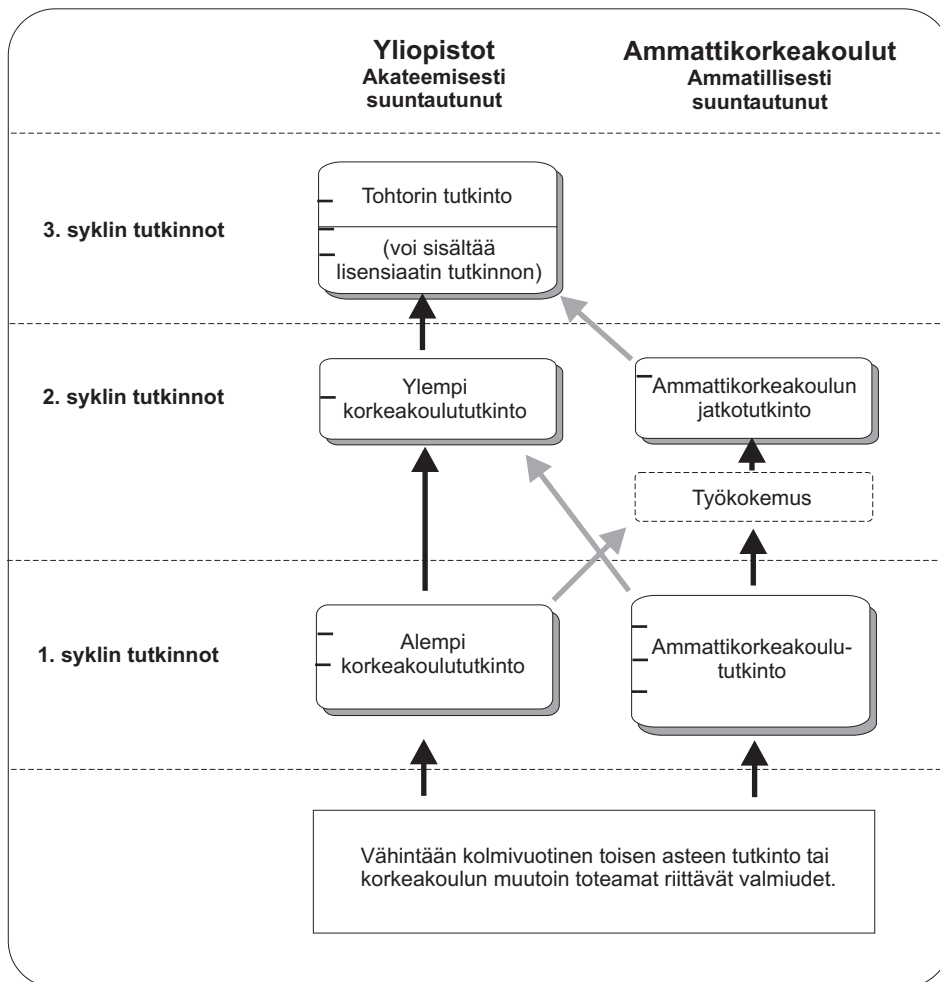 Yliopistot
Akateemisesti
suuntautunut
Ammattikorkeakoulut
Ammatillisesti
suuntautunut
3. syklin tutkinnot
Tohtorin tutkinto
(voi sisältää
lisensiaatin tutkinnon)
2. syklin tutkinnot
Ylempi
korkeakoulututkinto
Ammattikorkeakoulun
jatkotutkinto
Työkokemus
1. syklin tutkinnot
Alempi
korkeakoulututkinto
Ammattikorkeakoulu-
tutkinto
Vähintään kolmivuotinen toisen asteen tutkinto tai
korkeakoulun muutoin toteamat riittävät valmiudet.